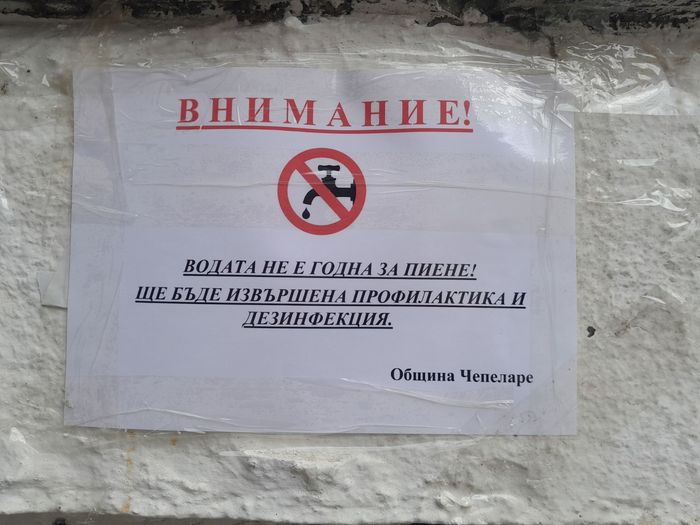 ВНИМАНИЕ!
ВОДАТА НЕ Е ГОДНА ЗА ПИЕНЕ!
ЩЕ БЪДЕ ИЗВЪРШЕНА ПРОФИЛАКТИКА И
ДЕЗИНФЕКЦИЯ.
Община Чепеларе